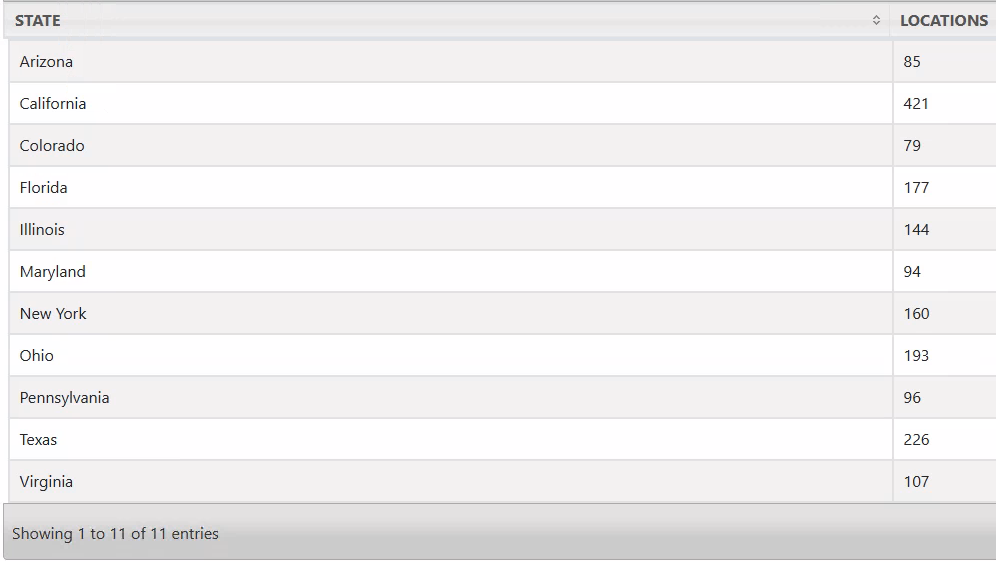 STATE LOCATIONS
Arizona 85
California 421
Colorado 79
Florida 177
Illinois 144
Maryland 94
New York 160
Ohio 193
Pennsylvania 96
Texas 226
Virginia 107
Showing 1 to 11 of 11 entries